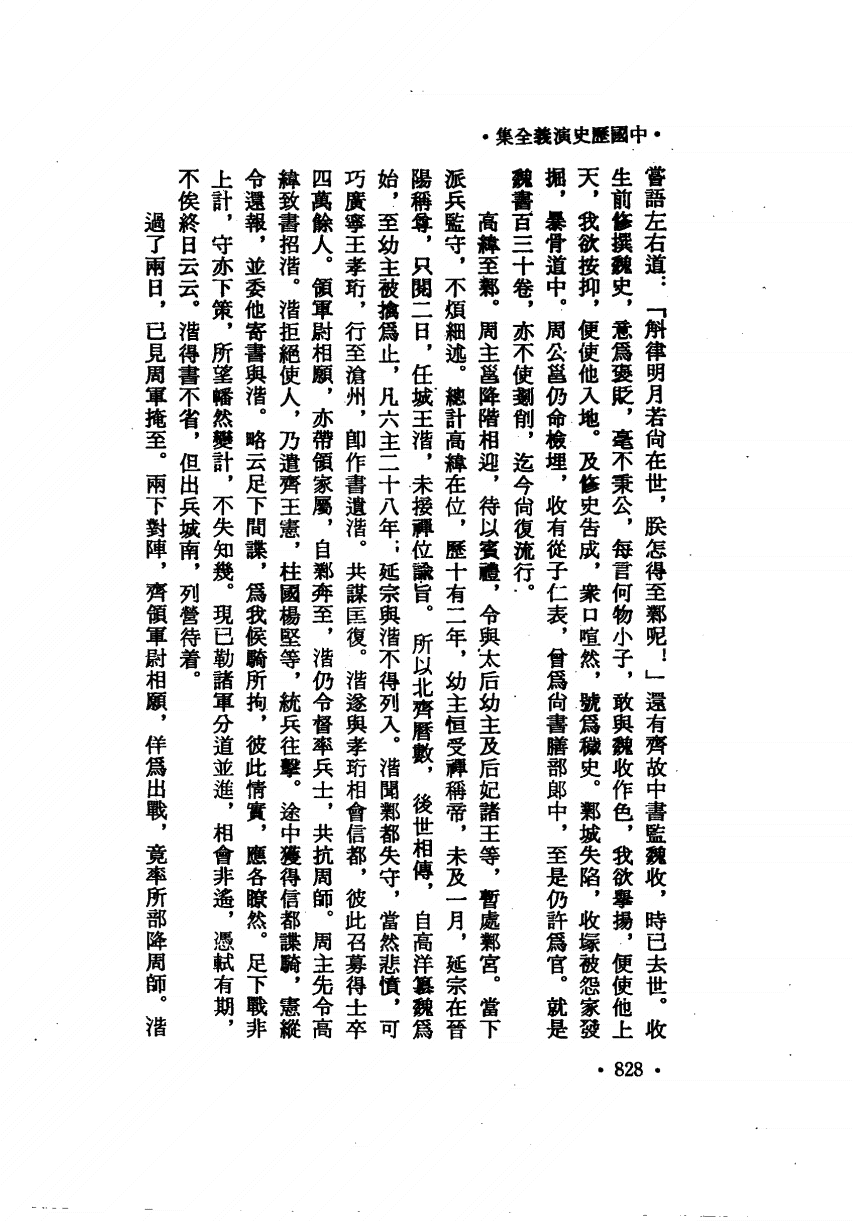 •中國歷史演義全集•
嘗語左右道：「斛律明月若尙在世，朕怎得至鄴呢！」還有齊故中書監魏收，時已去世。收
生前修撰魏史，意爲褒貶，毫不秉公，每言何物小子，敢與魏收作色，我欲擧揚，便使他上
天，我欲按抑，便使他入地。及修史告成，衆口喧然，號爲穢史。鄴城失陷，收塚被怨家發
掘，暴骨道中。周公邕仍命檢埋，收有從子仁表，曾爲尙書膳部郎中，至是仍許爲官。就是
魏書百三十卷，亦不使剗削，迄今尙復流行。
高緯至鄴。周主邕降階相迎，待以賓禮，令與太后幼主及后妃諸王等，暫處鄴宮。當下
派兵監守，不煩細述。總計高緯在位，歷十有二年，幼主恒受禪稱帝，未及一月，延宗在晉
陽稱尊，只閱二日，任城王湝，未接禪位諭旨。所以北齊曆數，後世相傳，自高洋篡魏爲
始，至幼主被擒爲止，凡六主二十八年；延宗與湝不得列入。湝聞鄴都失守，當然悲憤，可
巧廣寧王孝珩，行至滄州，卽作書遺湝。共謀匡復。湝遂與孝珩相會信都，彼此召募得士卒
四萬餘人。領軍尉相願，亦帶領家屬，自鄴奔至，湝仍令督率兵士，共抗周師。周主先令高
緯致書招湝。湝拒絕使人，乃遣齊王憲，柱國楊堅等，統兵往擊。途中獲得信都諜騎，憲縱
令還報，並委他寄書與湝。略云足下間諜，爲我候騎所拘，彼此情實，應各瞭然。足下戰非
上計，守亦下策，所望幡然變計，不失知幾。現已勒諸軍分道並進，相會非遙，憑軾有期，
不俟終日云云。湝得書不省，但出兵城南，列營待着。
過了兩日，已見周軍掩至。兩下對陣，齊領軍尉相願，佯爲出戰，竟率所部降周師。湝
•828•